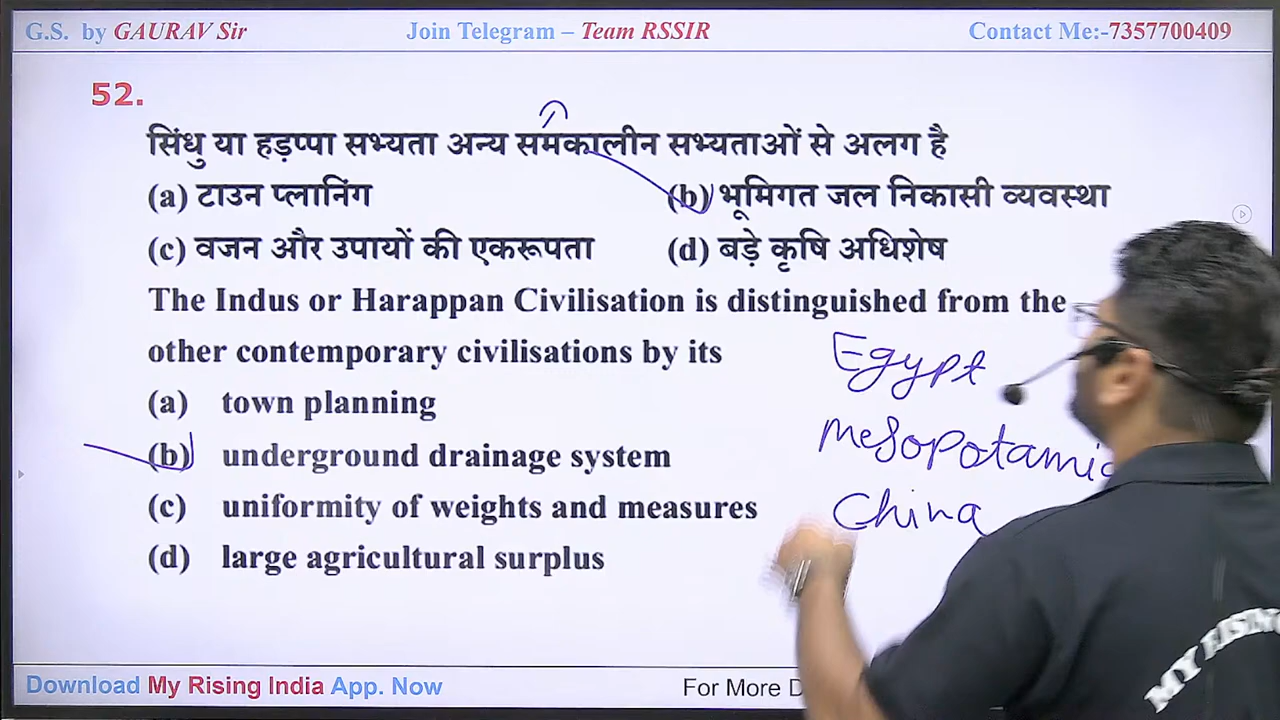 G.S. by GAURAV Sir Join Telegram – Team RSSIR Contact Me:-7357700409
52.
सिंधु या हड़प्पा सभ्यता अन्य समकालीन सभ्यताओं से अलग है
(a) टाउन प्लानिंग (b) भूमिगत जल निकासी व्यवस्था
(c) वजन और उपायों की एकरूपता (d) बड़े कृषि अधिशेष
The Indus or Harappan Civilisation is distinguished from the
other contemporary civilisations by its
Egypt
(a) town planning
Mesopotamia
(b) underground drainage system
China
(c) uniformity of weights and measures
(d) large agricultural surplus
MY RISING
Download My Rising India App. Now For More